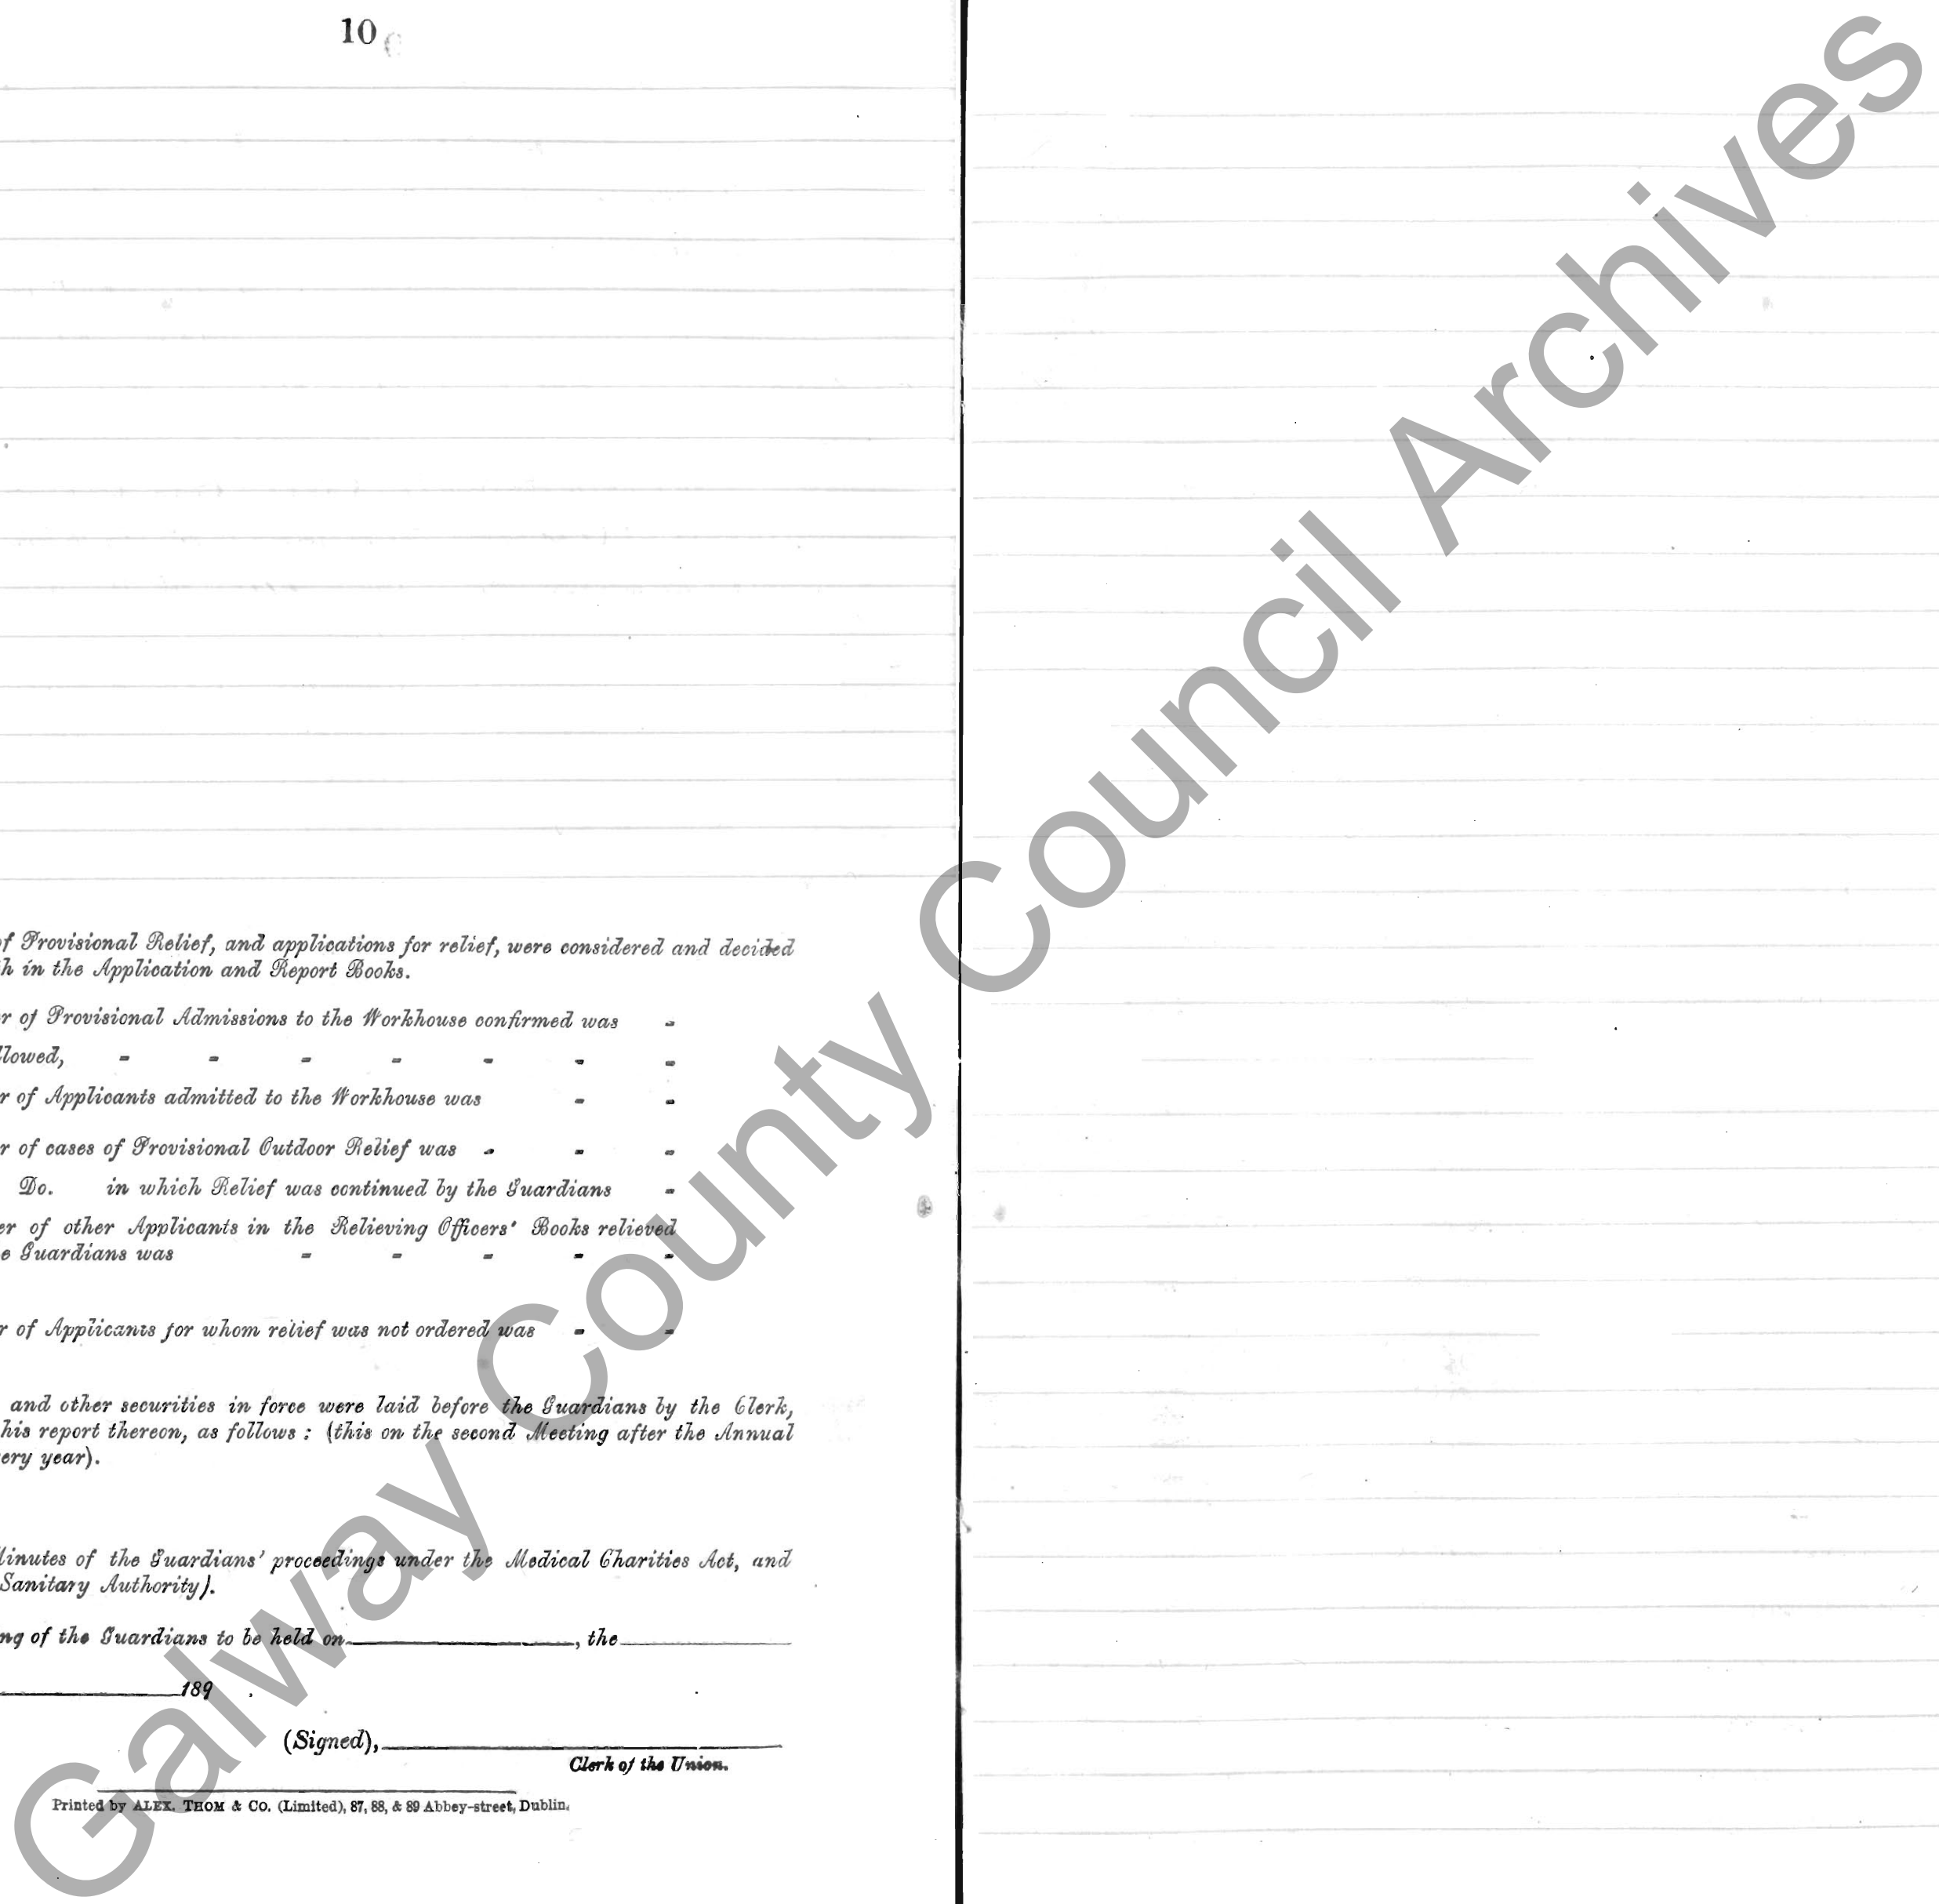 10
of Provisional Relief, and applications for relief, were considered and decided
h in the Application and Report Books.
r of Provisional Admissions to the Workhouse confirmed was -
llowed, - - - - - - -
r of Applicants admitted to the Workhouse was - -
r of cases of Provisional Outdoor Relief was - - -
Do. in which Relief was continued by the Guardians -
er of other Applicants in the Relieving Officers' Books relieved
e Guardians was - - - - -
r of Applicants for whom relief was not ordered was - -
and other securities in force were laid before the Guardians by the Clerk,
his report thereon, as follows : (this on the second Meeting after the Annual
ery year).
inutes of the Guardians' proceedings under the Medical Charities Act, and
Sanitary Authority).
ng of the Guardians to be held on , the
189 .
(Signed),
Clerk of the Union.
Printed by ALEX. THOM & CO. (Limited), 87, 88, & 89 Abbey-street, Dublin.
Galway County Council Archives